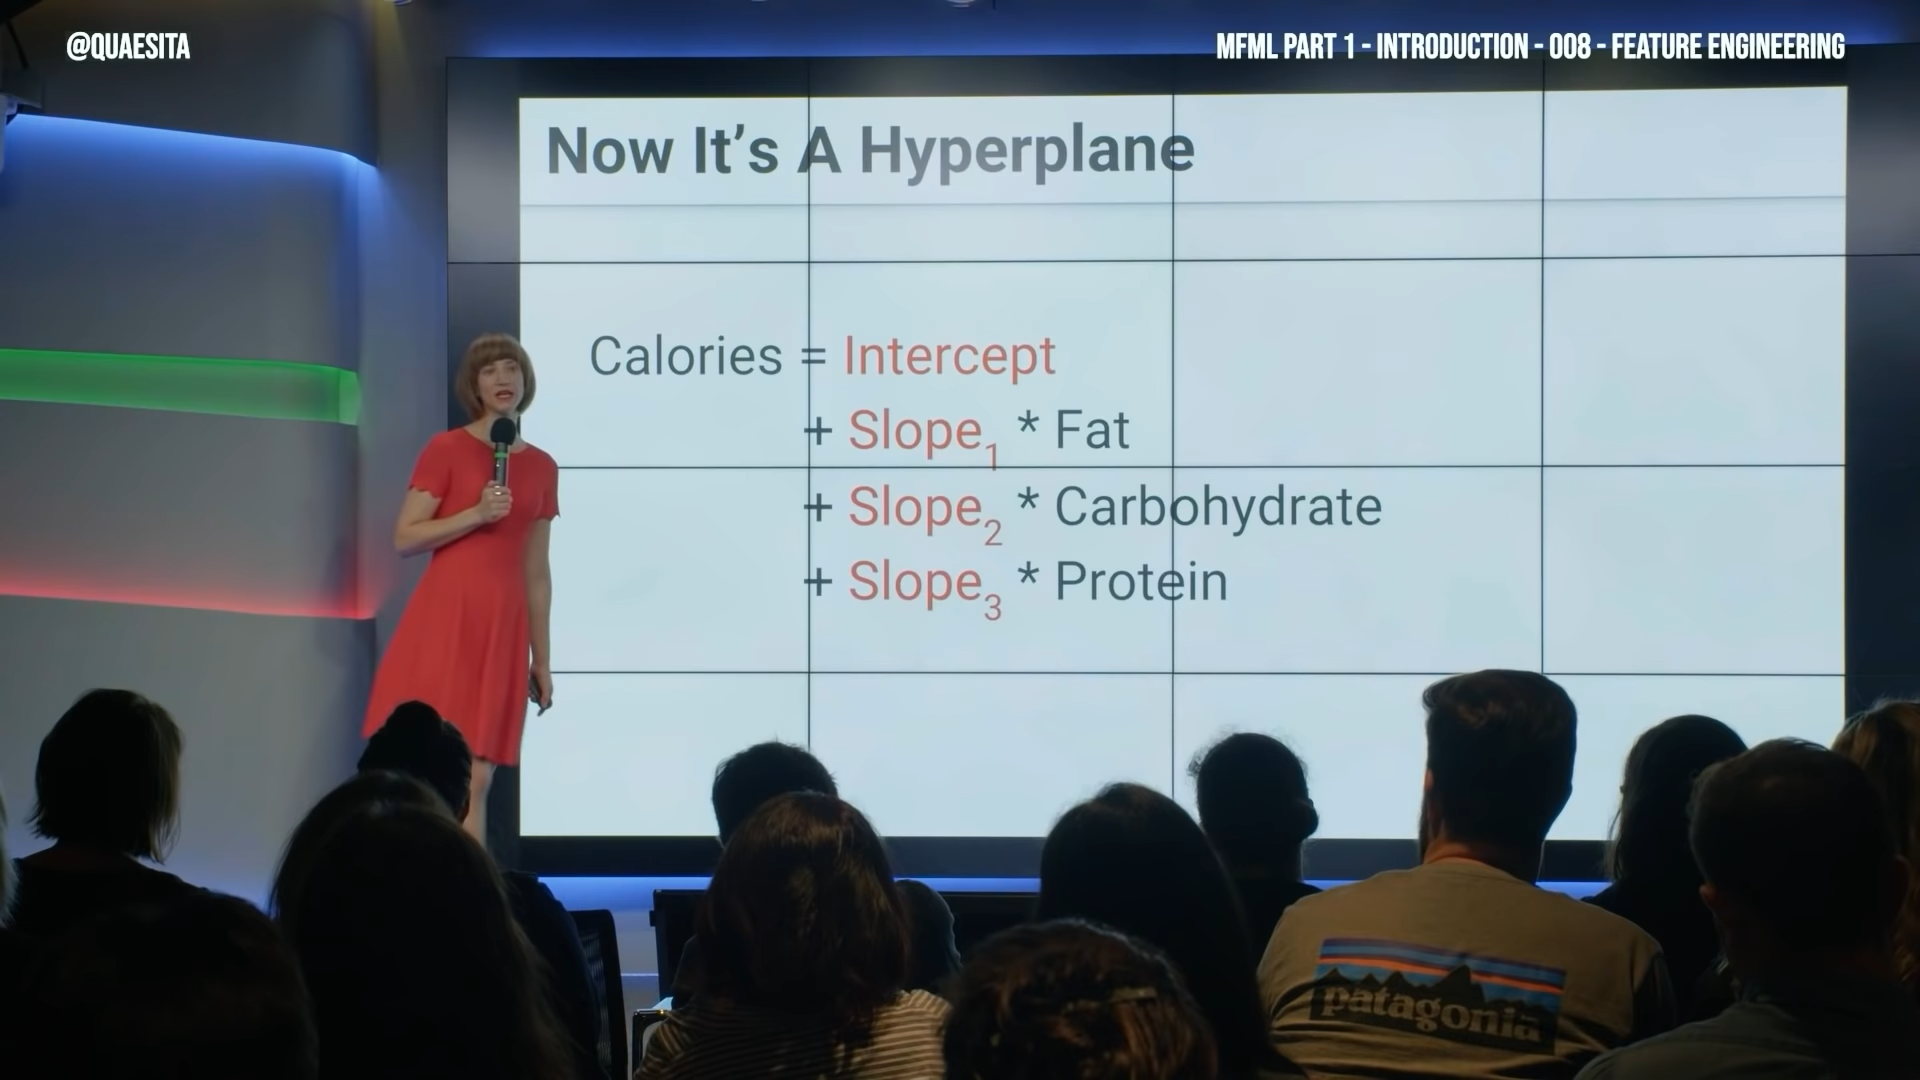 @QUAESITA
MFML PART 1 - INTRODUCTION - 008 - FEATURE ENGINEERING
Now It’s A Hyperplane
Calories = Intercept
+ Slope₁ * Fat
+ Slope₂ * Carbohydrate
+ Slope₃ * Protein
patagonia